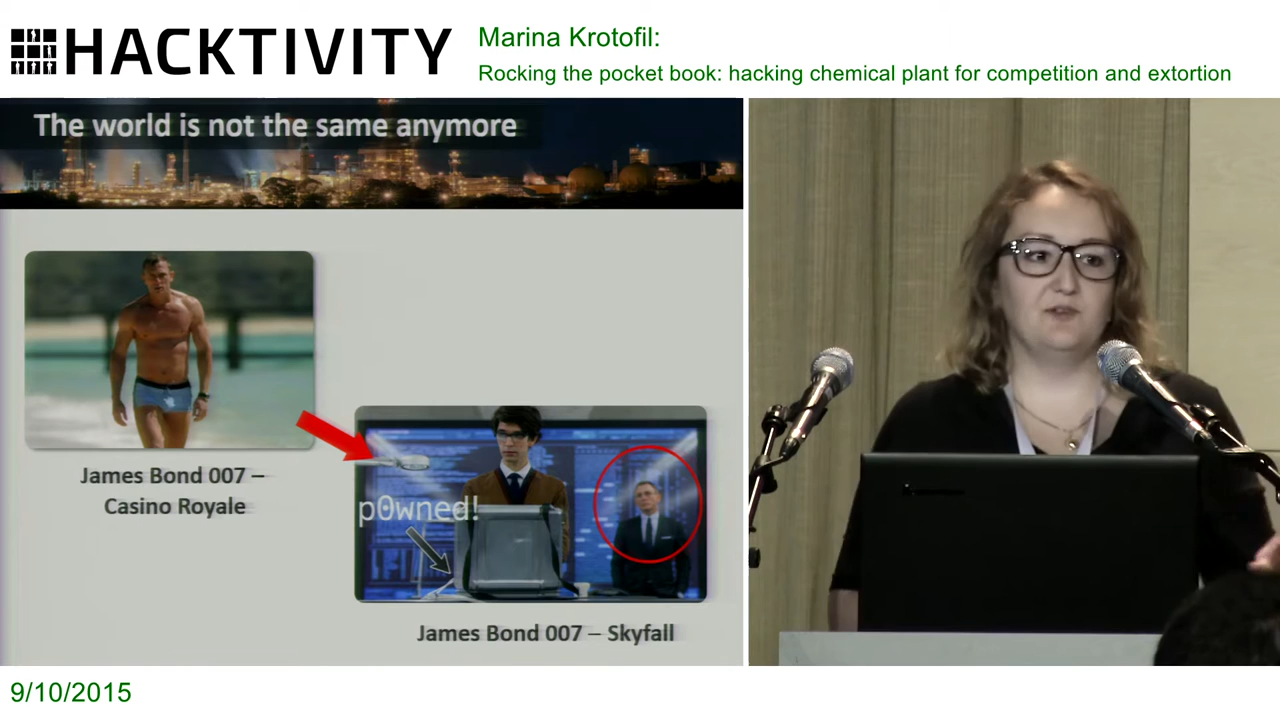 HACKTIVITY
Marina Krotofil:
Rocking the pocket book: hacking chemical plant for competition and extortion
The world is not the same anymore
James Bond 007 –
Casino Royale
p0wned!
James Bond 007 – Skyfall
9/10/2015